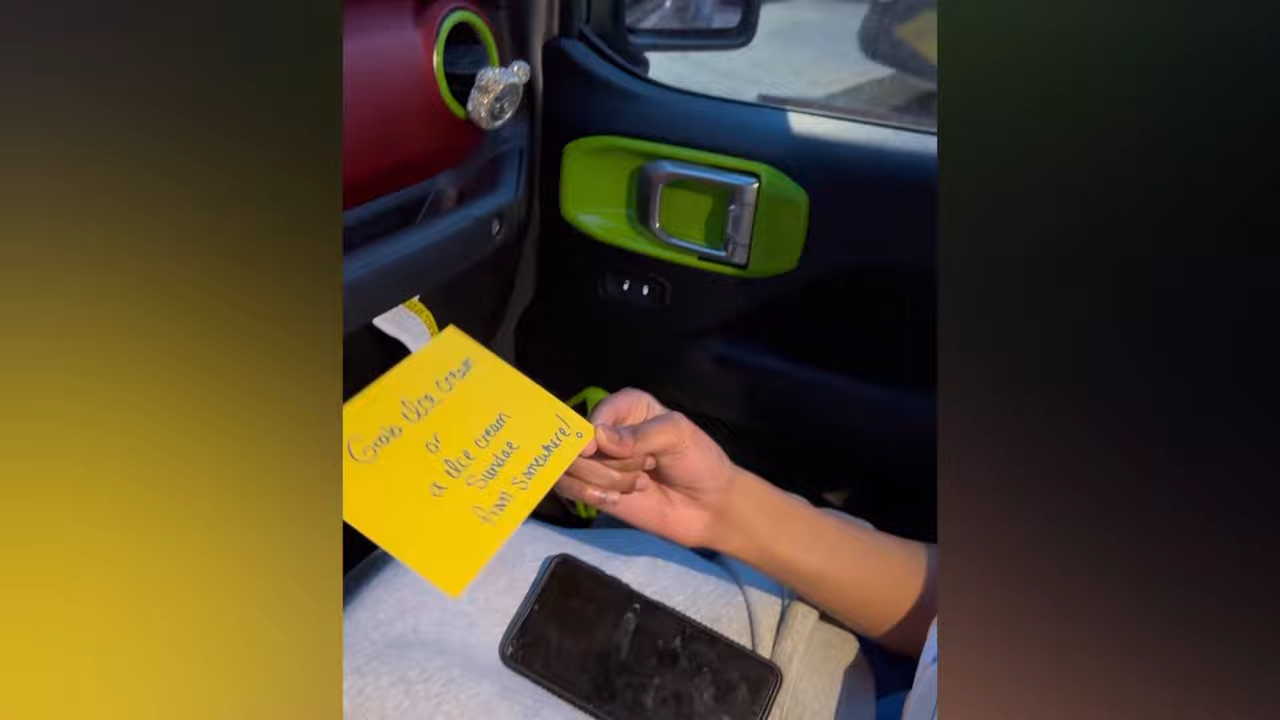 Grab Ice cream
or
a Ice cream
Sundae
from Somewhere!